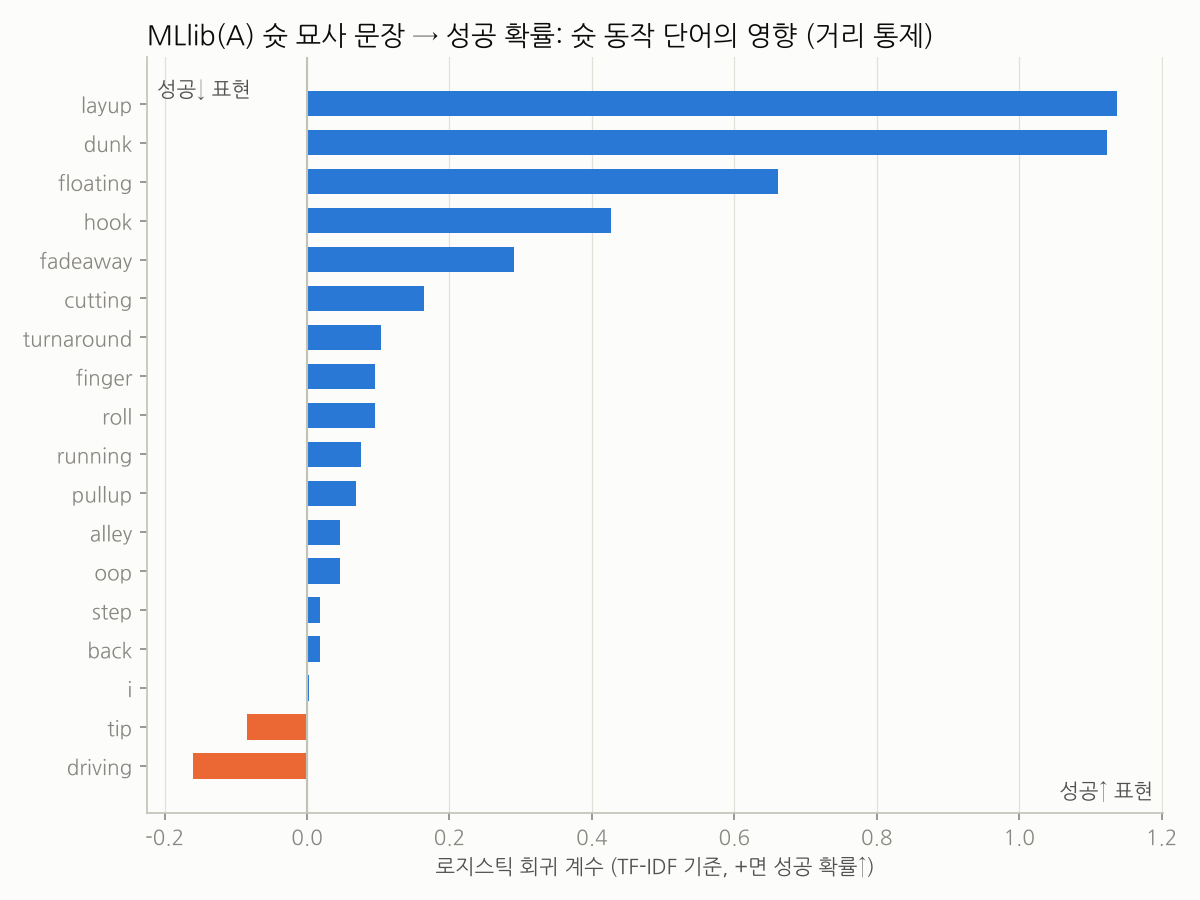 MLlib(A) 슛 묘사 문장 → 성공 확률: 슛 동작 단어의 영향 (거리 통제)
성공↓ 표현
layup
dunk
floating
hook
fadeaway
cutting
turnaround
finger
roll
running
pullup
alley
oop
step
back
i
tip
driving
성공↑ 표현
-0.2 0.0 0.2 0.4 0.6 0.8 1.0 1.2
로지스틱 회귀 계수 (TF-IDF 기준, +면 성공 확률↑)